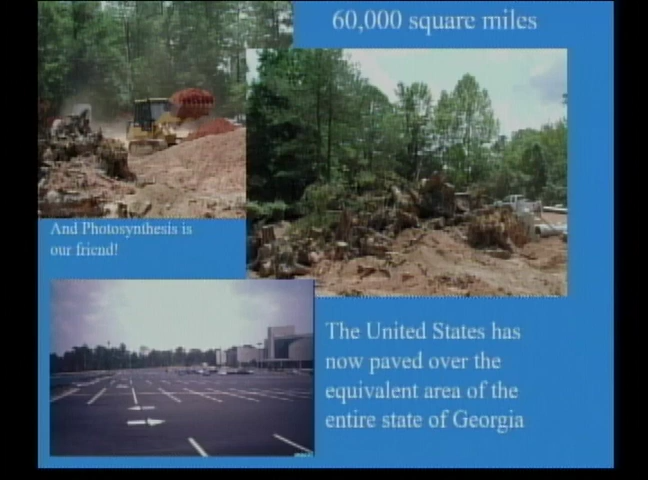 60,000 square miles
And Photosynthesis is
our friend!
The United States has
now paved over the
equivalent area of the
entire state of Georgia